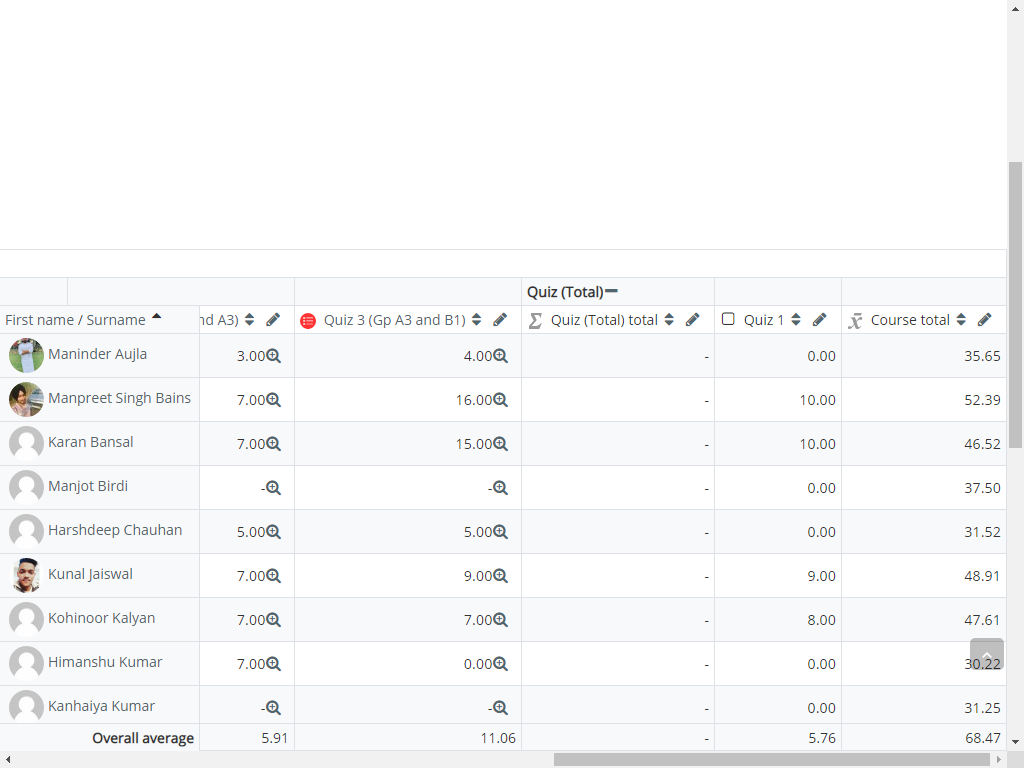 Quiz (Total)
First name / Surname nd A3) Quiz 3 (Gp A3 and B1) Quiz (Total) total Quiz 1 Course total
Maninder Aujla 3.00 4.00 - 0.00 35.65
Manpreet Singh Bains 7.00 16.00 - 10.00 52.39
Karan Bansal 7.00 15.00 - 10.00 46.52
Manjot Birdi - - - 0.00 37.50
Harshdeep Chauhan 5.00 5.00 - 0.00 31.52
Kunal Jaiswal 7.00 9.00 - 9.00 48.91
Kohinoor Kalyan 7.00 7.00 - 8.00 47.61
Himanshu Kumar 7.00 0.00 - 0.00 30.22
Kanhaiya Kumar - - - 0.00 31.25
Overall average 5.91 11.06 - 5.76 68.47